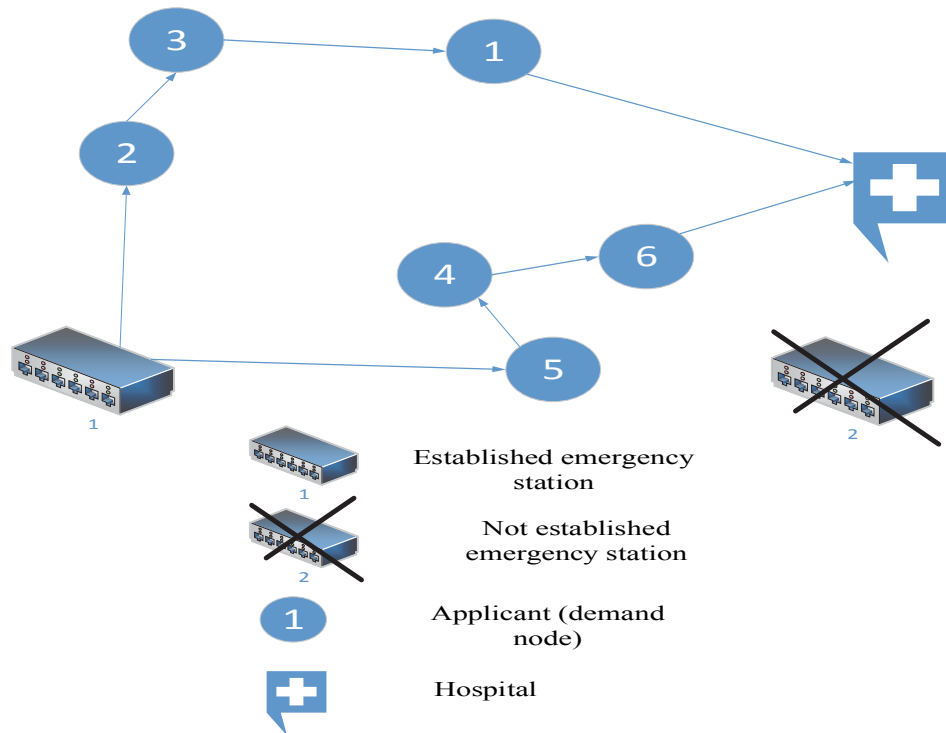 3
1
2
4
6
5
1
2
1
Established emergency
station
2
Not established
emergency station
1
Applicant (demand
node)
Hospital